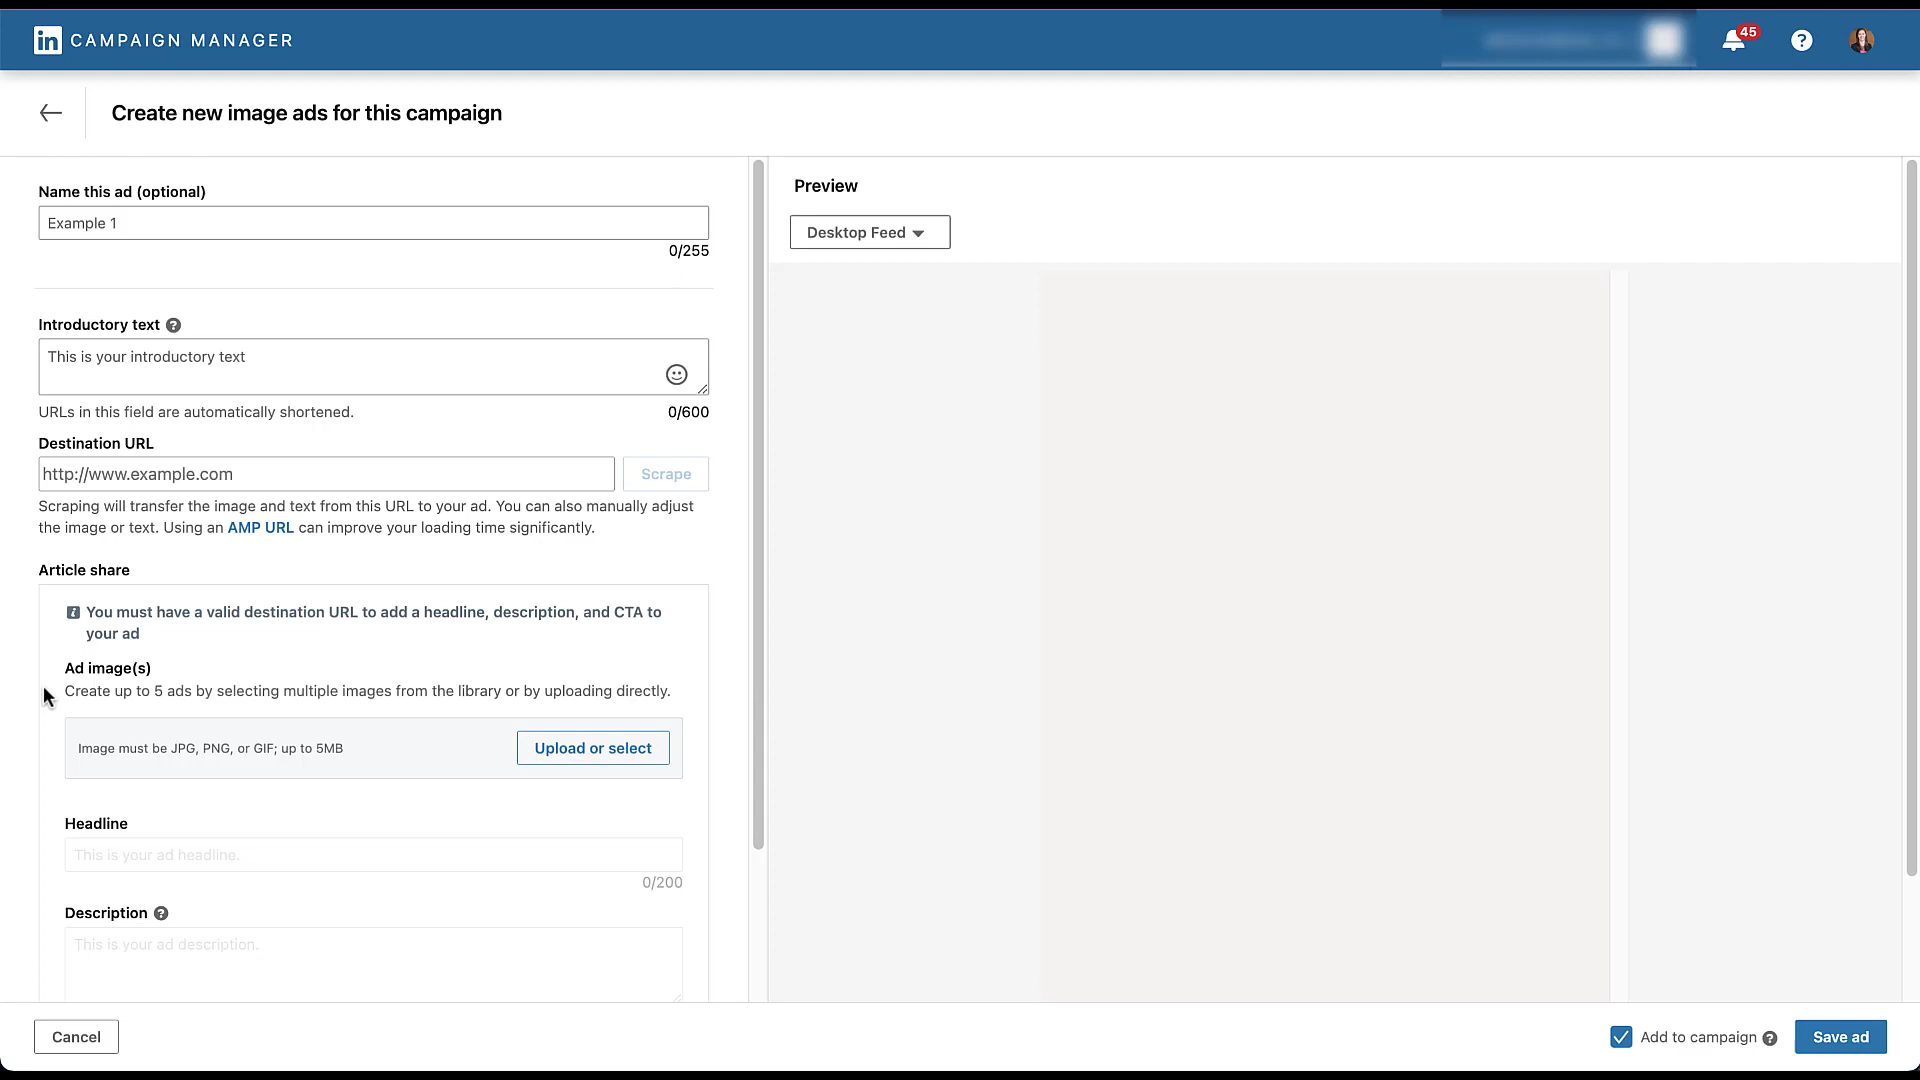 in CAMPAIGN MANAGER
45
Create new image ads for this campaign
Name this ad (optional)
Example 1
0/255
Introductory text
This is your introductory text
URLs in this field are automatically shortened.
0/600
Destination URL
http://www.example.com
Scrape
Scraping will transfer the image and text from this URL to your ad. You can also manually adjust
the image or text. Using an AMP URL can improve your loading time significantly.
Article share
You must have a valid destination URL to add a headline, description, and CTA to
your ad
Ad image(s)
Create up to 5 ads by selecting multiple images from the library or by uploading directly.
Image must be JPG, PNG, or GIF; up to 5MB
Upload or select
Headline
This is your ad headline.
0/200
Description
This is your ad description.
Preview
Desktop Feed
Cancel
Add to campaign
Save ad